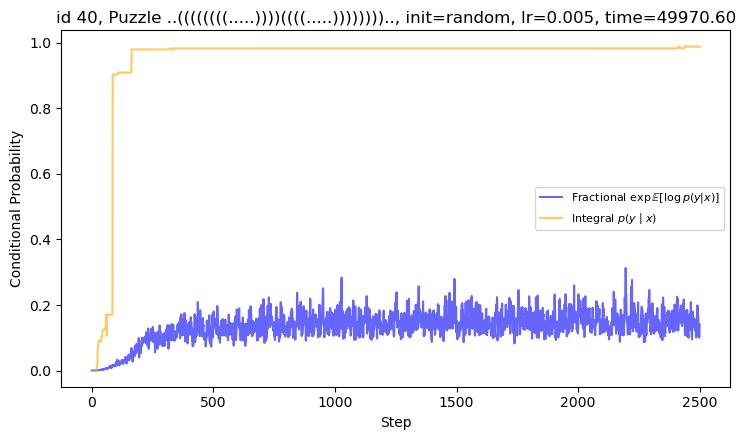 id 40, Puzzle ..((((((((.....))))((((.....)))))))).., init=random, lr=0.005, time=49970.60
1.0
0.8
0.6
0.4
0.2
0.0
Conditional Probability
Fractional exp𝔼[log p(y|x)]
Integral p(y | x)
0 500 1000 1500 2000 2500
Step